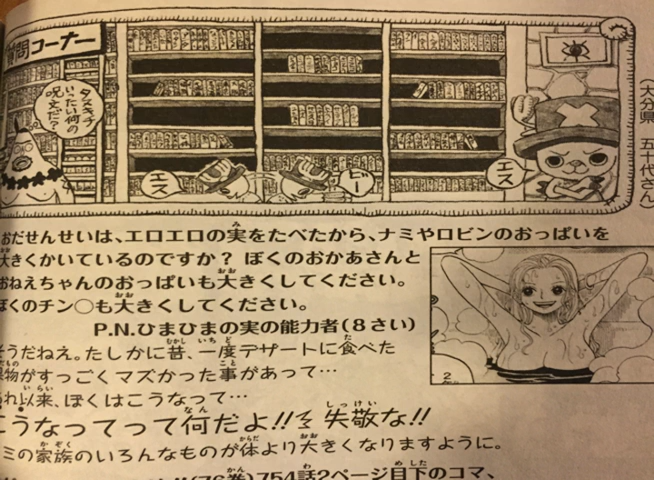 質問コーナー
タスキチ
いったい何の
呪文だ?
エス
ビー
エス
(大分県 五十代さん)
おだせんせいは、エロエロの実をたべたから、ナミやロビンのおっぱいを
大きくかいているのですか? ぼくのおかあさんと
おねえちゃんのおっぱいも大きくしてください。
ぼくのチン〇も大きくしてください。
P.N.ひまひまの実の能力者(8さい)
そうだねえ。たしかに昔、一度デザートに食べた
果物がすっごくマズかった事があって…
れ以来、ぼくはこうなって…
こうなってって何だよ!! 失敬な!!
ミの家族のいろんなものが体より大きくなりますように。
(76巻)754話2ページ目下のコマ、